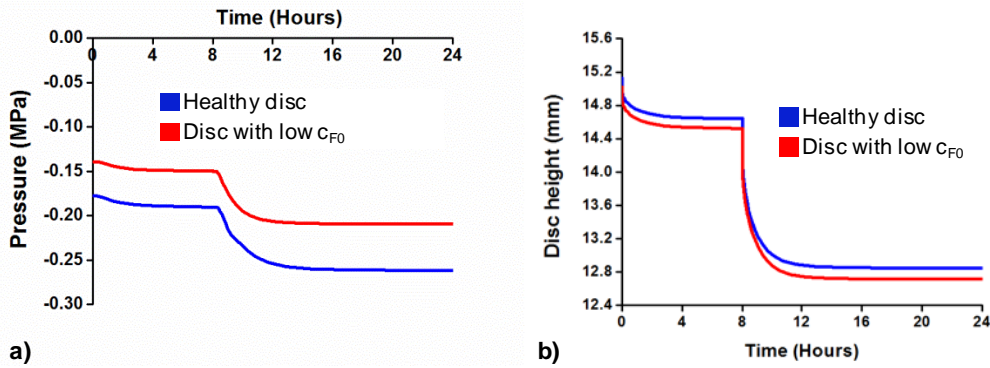 Time (Hours)
0.00
0 4 8 12 16 20 24
-0.05
-0.10
-0.15
-0.20
-0.25
-0.30
Pressure (MPa)
Healthy disc
Disc with low cF0
a)
15.6
15.2
14.8
14.4
14.0
13.6
13.2
12.8
12.4
Disc height (mm)
Healthy disc
Disc with low cF0
0 4 8 12 16 20 24
Time (Hours)
b)